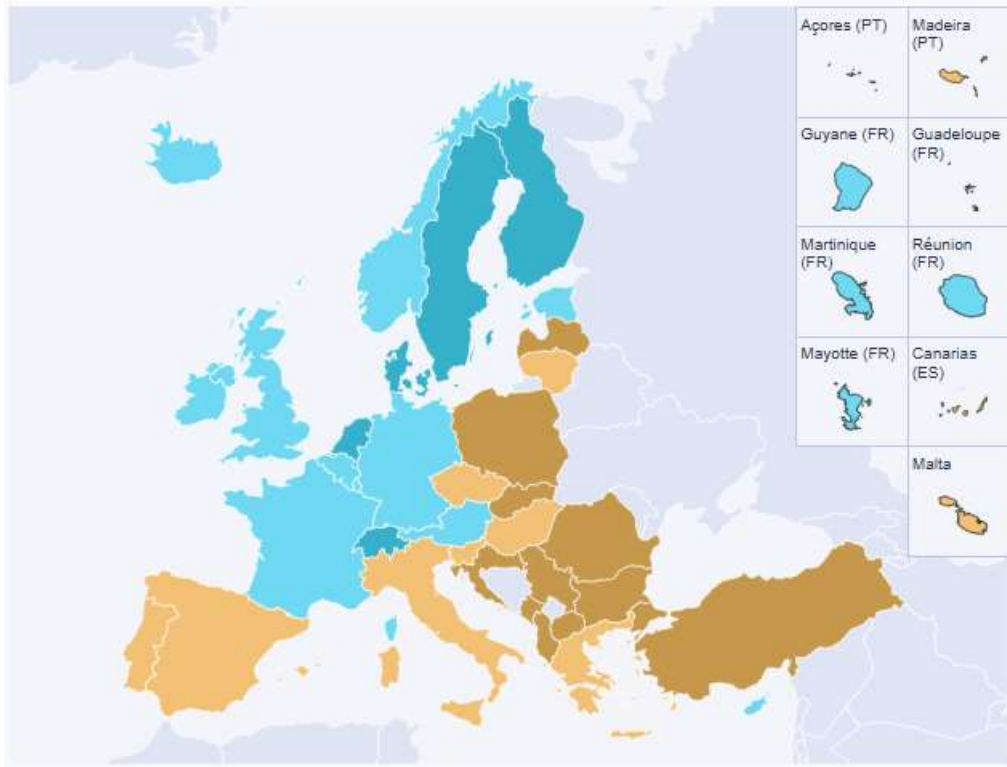 Açores (PT)
Madeira
(PT)
Guyane (FR)
Guadeloupe
(FR)
Martinique
(FR)
Réunion
(FR)
Mayotte (FR)
Canarias
(ES)
Malta